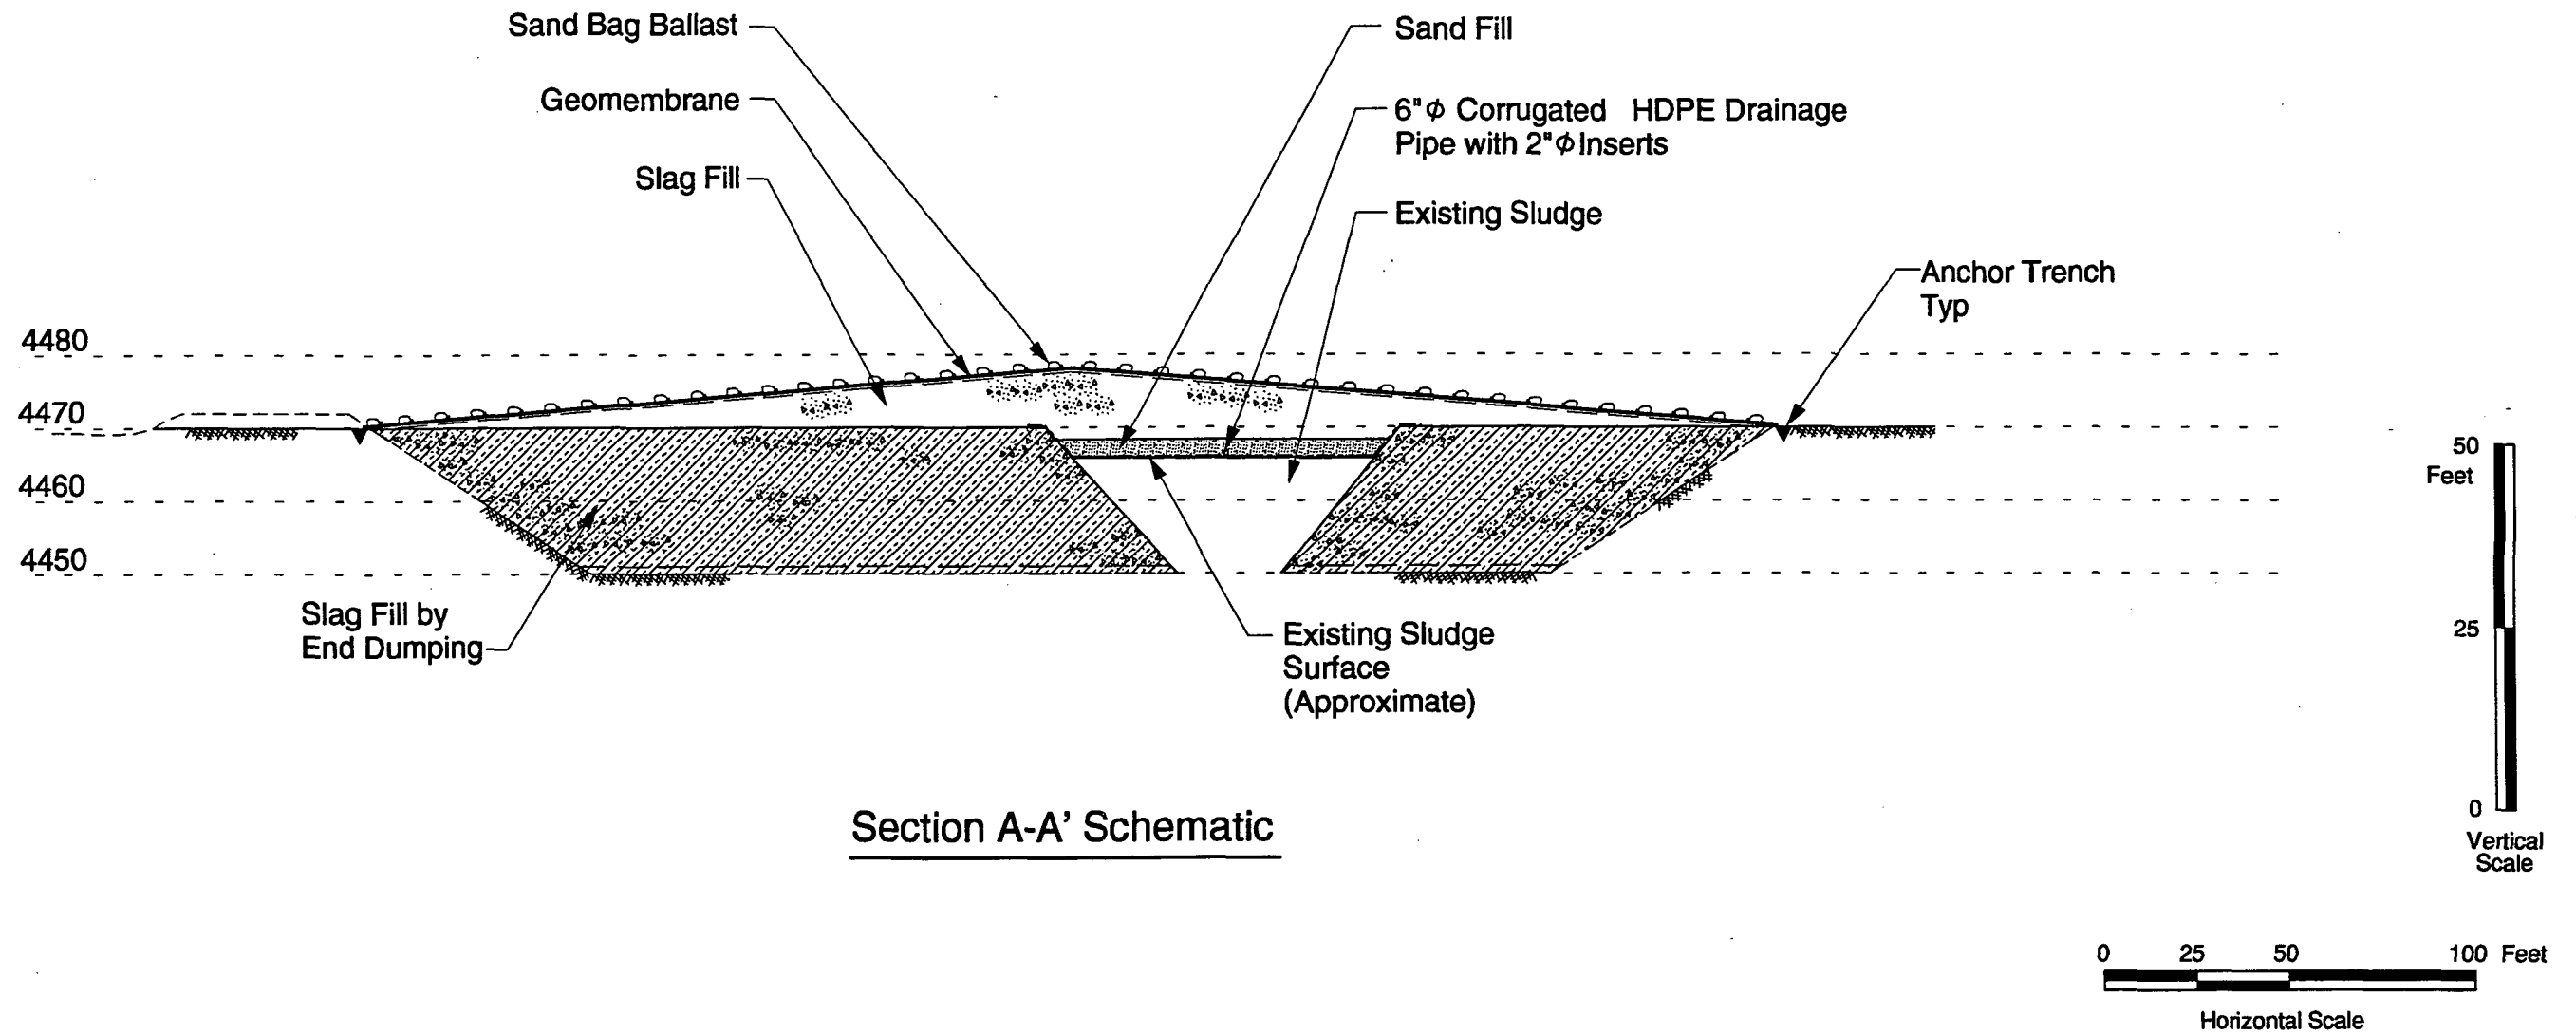 Sand Bag Ballast
Geomembrane
Slag Fill
Sand Fill
6"ϕ Corrugated HDPE Drainage
Pipe with 2"ϕ Inserts
Existing Sludge
Anchor Trench
Typ
4480
4470
4460
4450
Slag Fill by
End Dumping
Existing Sludge
Surface
(Approximate)
50
Feet
25
0
Vertical
Scale
Section A-A' Schematic
0 25 50 100 Feet
Horizontal Scale